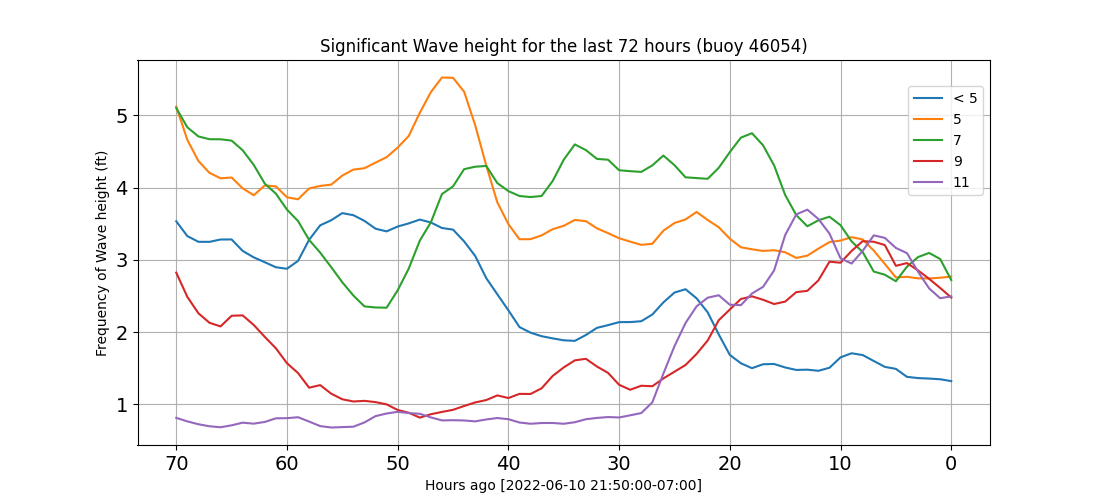 Significant Wave height for the last 72 hours (buoy 46054)
Frequency of Wave height (ft)
5
4
3
2
1
< 5
5
7
9
11
70 60 50 40 30 20 10 0
Hours ago [2022-06-10 21:50:00-07:00]